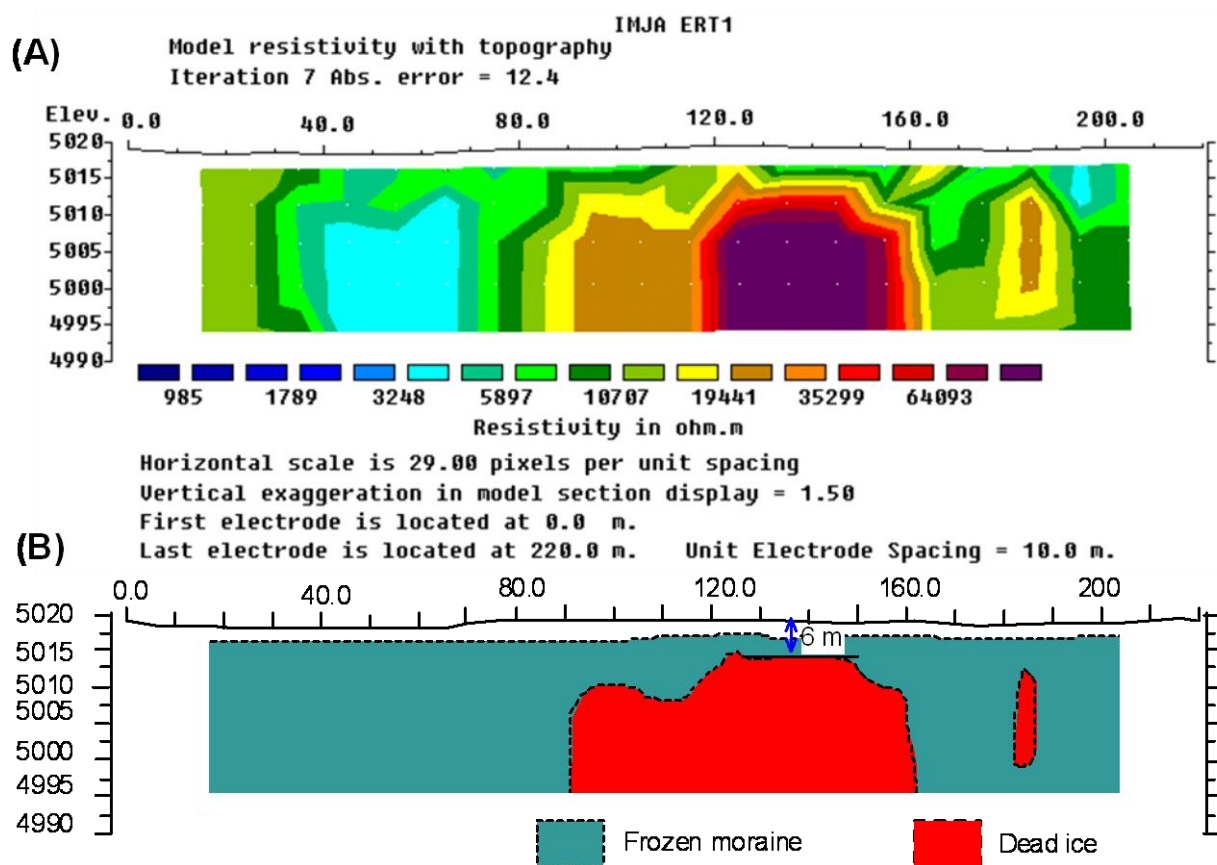 IMJA ERT1
(A)
Model resistivity with topography
Iteration 7 Abs. error = 12.4
Elev. 0.0 40.0 80.0 120.0 160.0 200.0
5020
5015
5010
5005
5000
4995
4990
985 1789 3248 5897 10707 19441 35299 64093
Resistivity in ohm.m
Horizontal scale is 29.00 pixels per unit spacing
Vertical exaggeration in model section display = 1.50
First electrode is located at 0.0 m.
(B)
Last electrode is located at 220.0 m. Unit Electrode Spacing = 10.0 m.
0.0 40.0 80.0 120.0 160.0 200
5020
6 m
5015
5010
5005
5000
4995
4990
Frozen moraine Dead ice